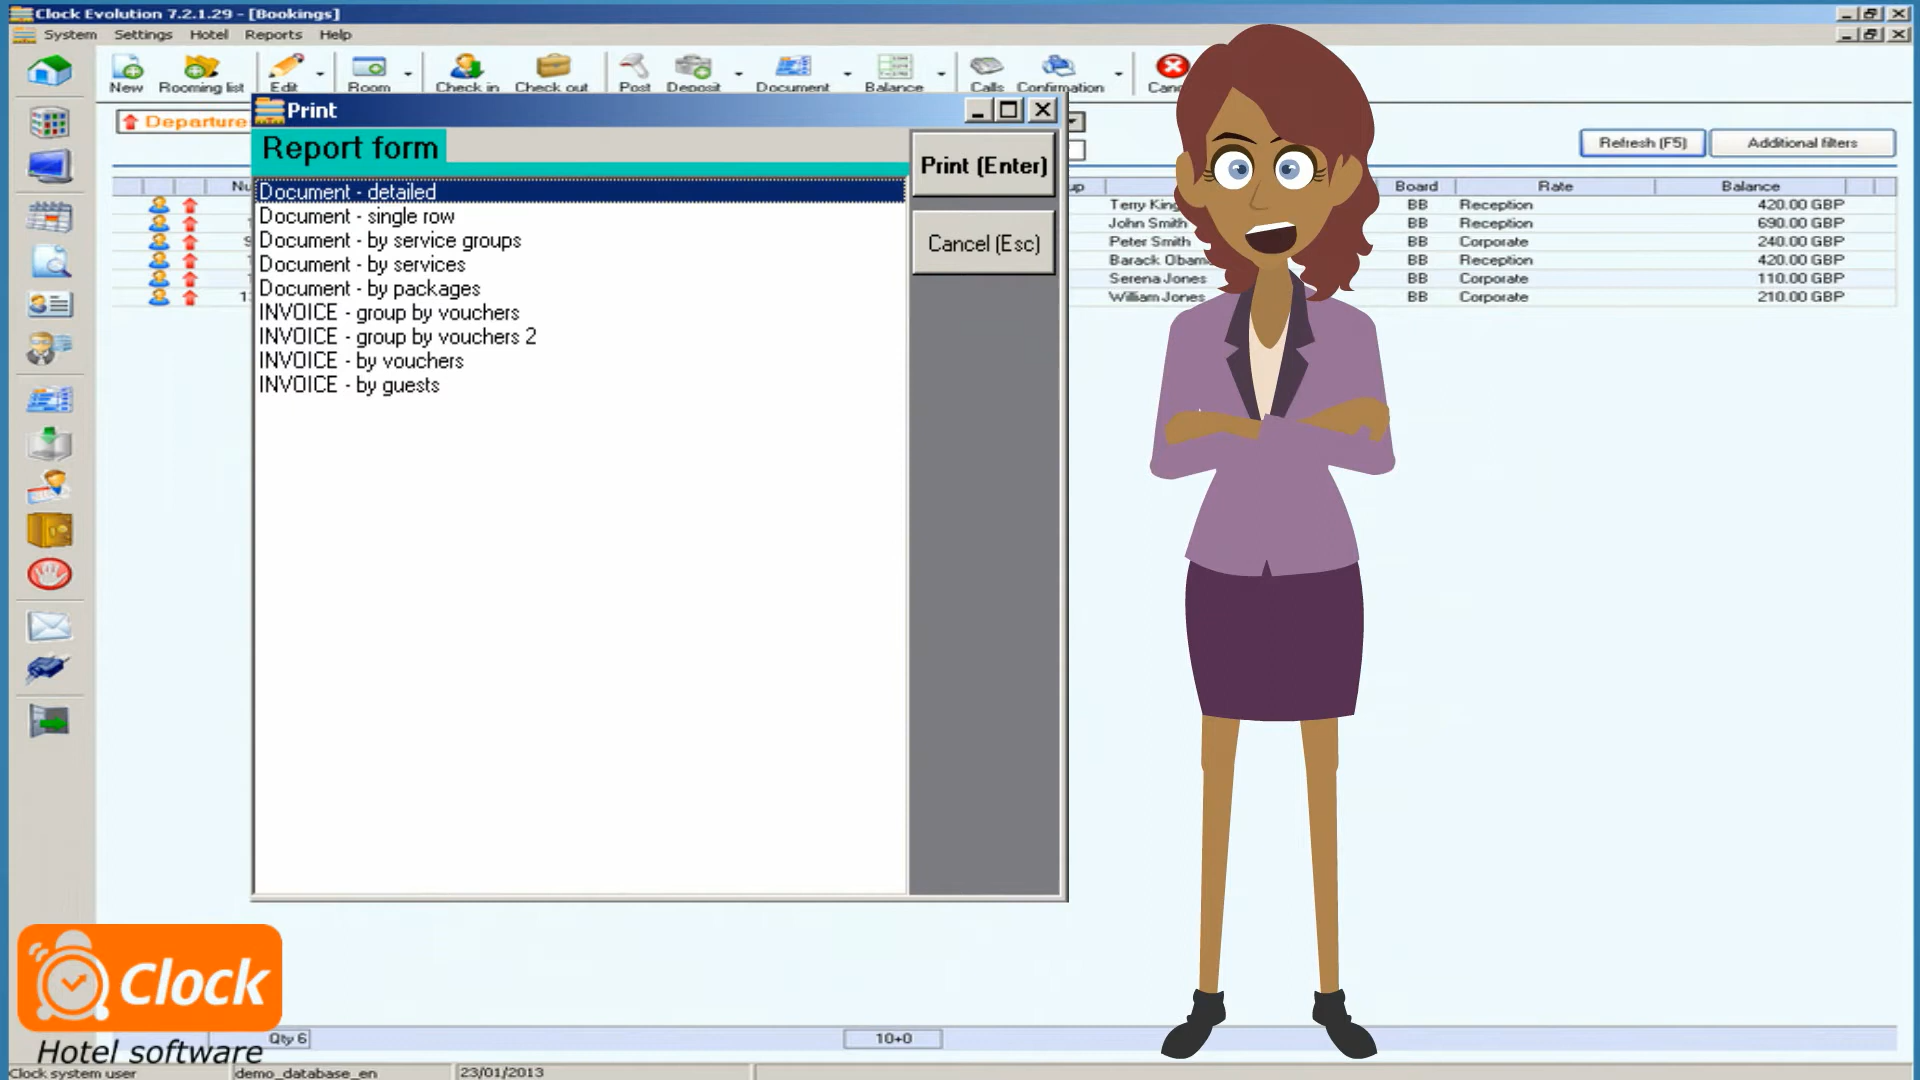 Clock Evolution 7.2.1.29 - [Bookings]
System Settings Hotel Reports Help
New Rooming list Edit Room Check in Check out Post Deposit Document Balance Calls Confirmation
Print
Departure
Report form
Print (Enter)
Refresh (F5) Additional filters
Cancel (Esc)
Document - detailed
Document - single row
Document - by service groups
Document - by services
Document - by packages
INVOICE - group by vouchers
INVOICE - group by vouchers 2
INVOICE - by vouchers
INVOICE - by guests
Board Rate Balance
Terry King BB Reception 420.00 GBP
John Smith BB Reception 690.00 GBP
Peter Smith BB Corporate 240.00 GBP
Barack Obam BB Reception 420.00 GBP
Serena Jones BB Corporate 110.00 GBP
William Jones BB Corporate 210.00 GBP
Clock
Hotel software
Qty 6 10+0
Clock system user demo_database_en 23/01/2013